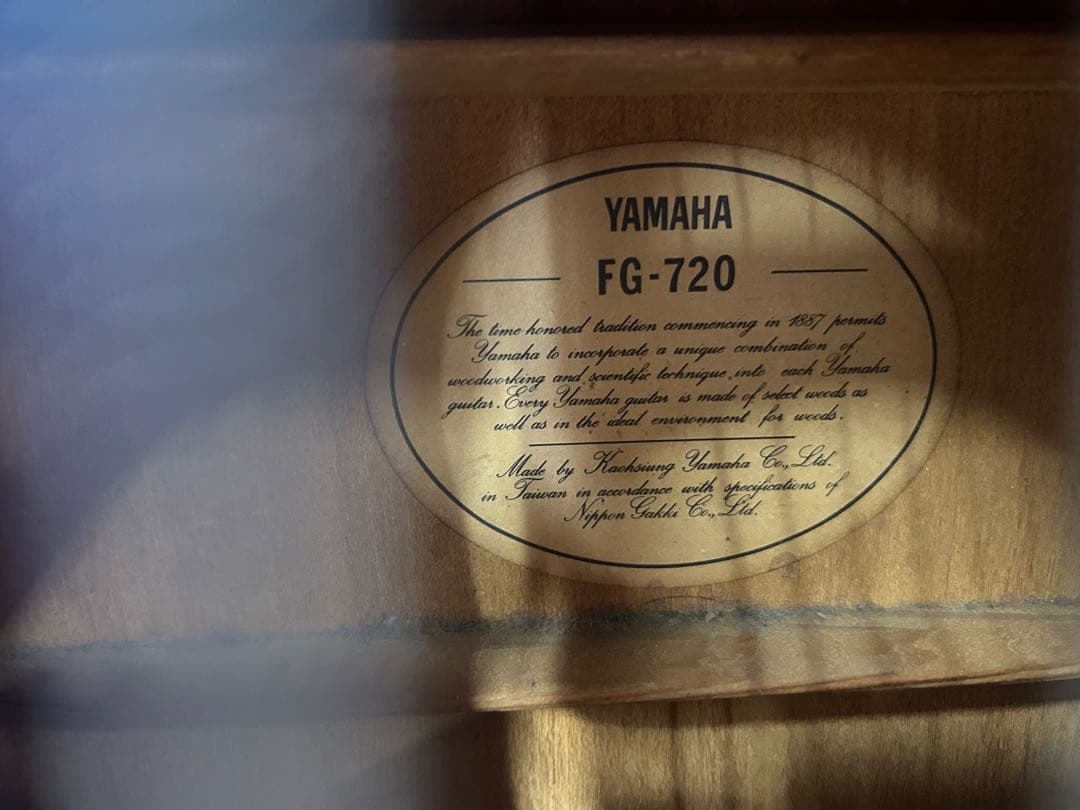 YAMAHA
FG-720
The time honored tradition commencing in 1887 permits
Yamaha to incorporate a unique combination of
woodworking and scientific technique into each Yamaha
guitar. Every Yamaha guitar is made of select woods as
well as in the ideal environment for woods.
Made by Kaohsiung Yamaha Co., Ltd.
in Taiwan in accordance with specifications of
Nippon Gakki Co., Ltd.